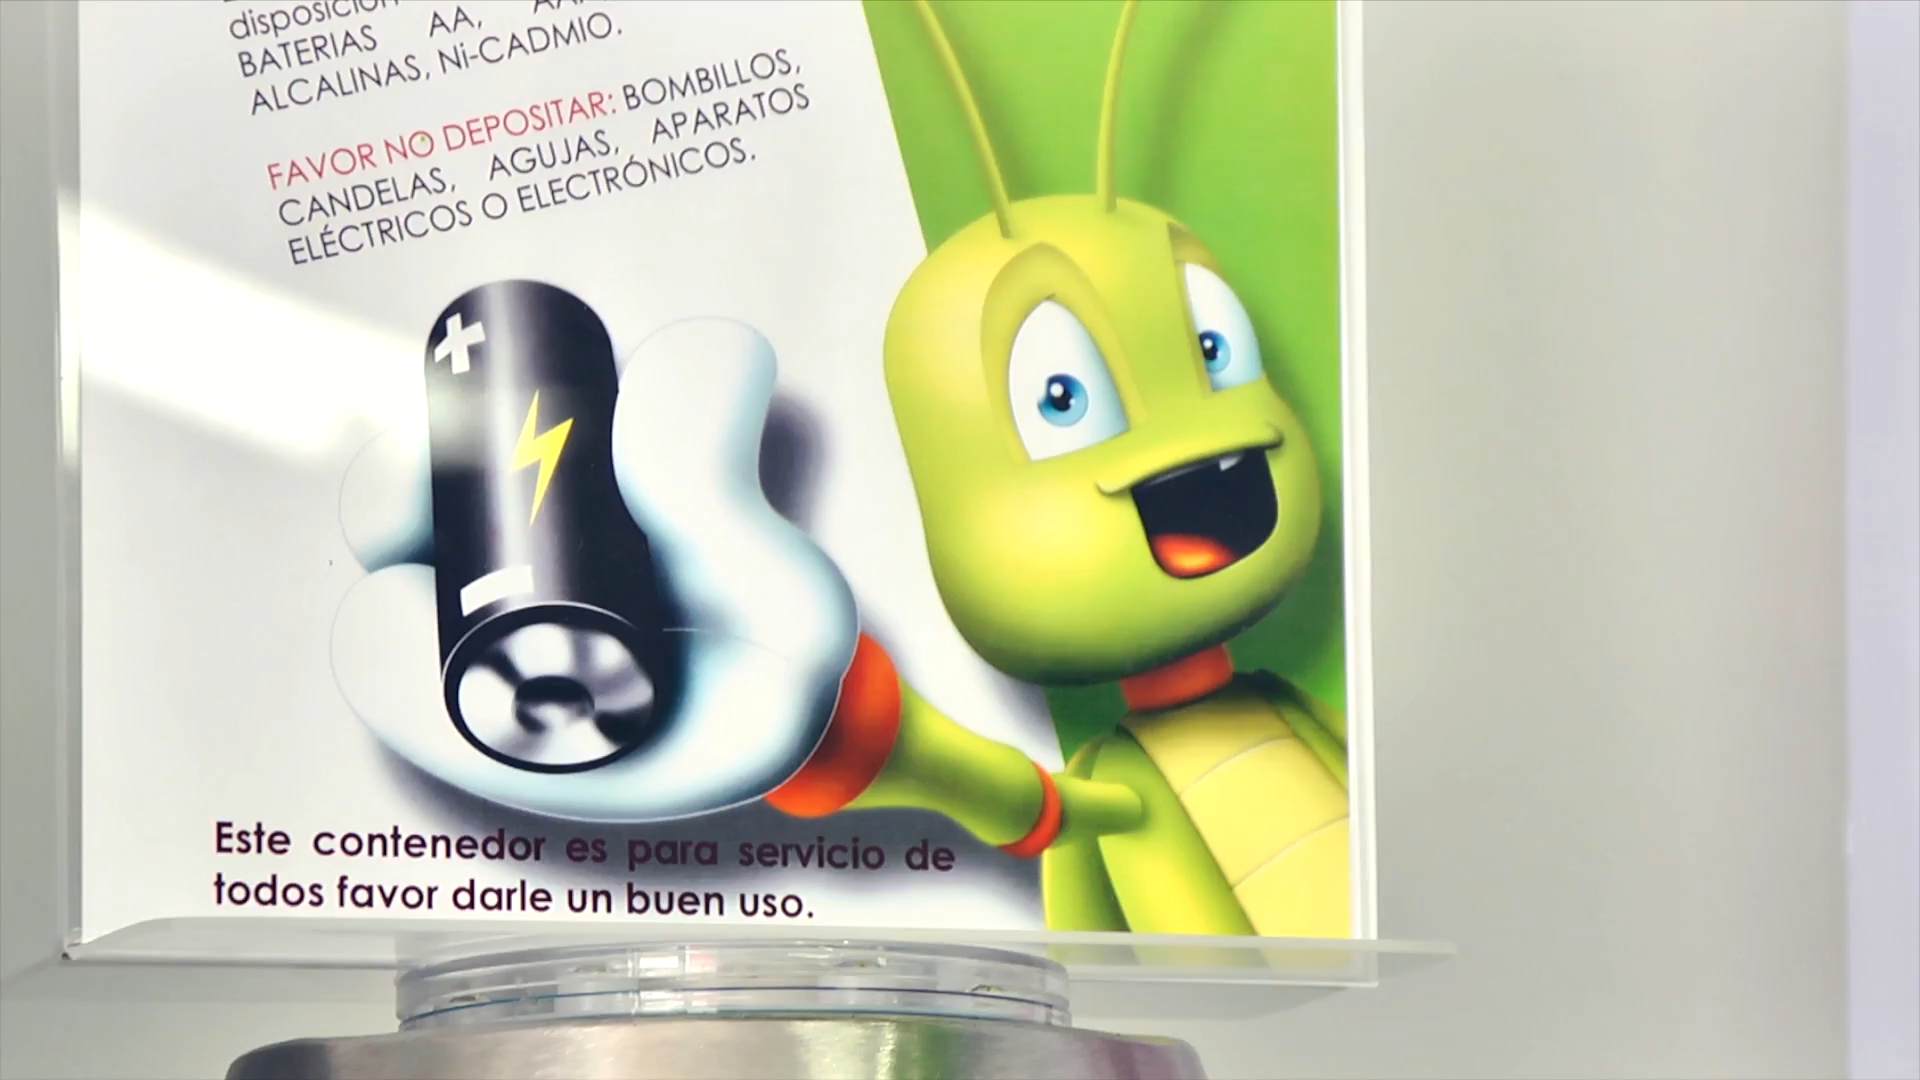 disposición
BATERIAS AA,
ALCALINAS, Ni-CADMIO.
FAVOR NO DEPOSITAR: BOMBILLOS,
CANDELAS, AGUJAS, APARATOS
ELÉCTRICOS O ELECTRÓNICOS.
Este contenedor es para servicio de
todos favor darle un buen uso.